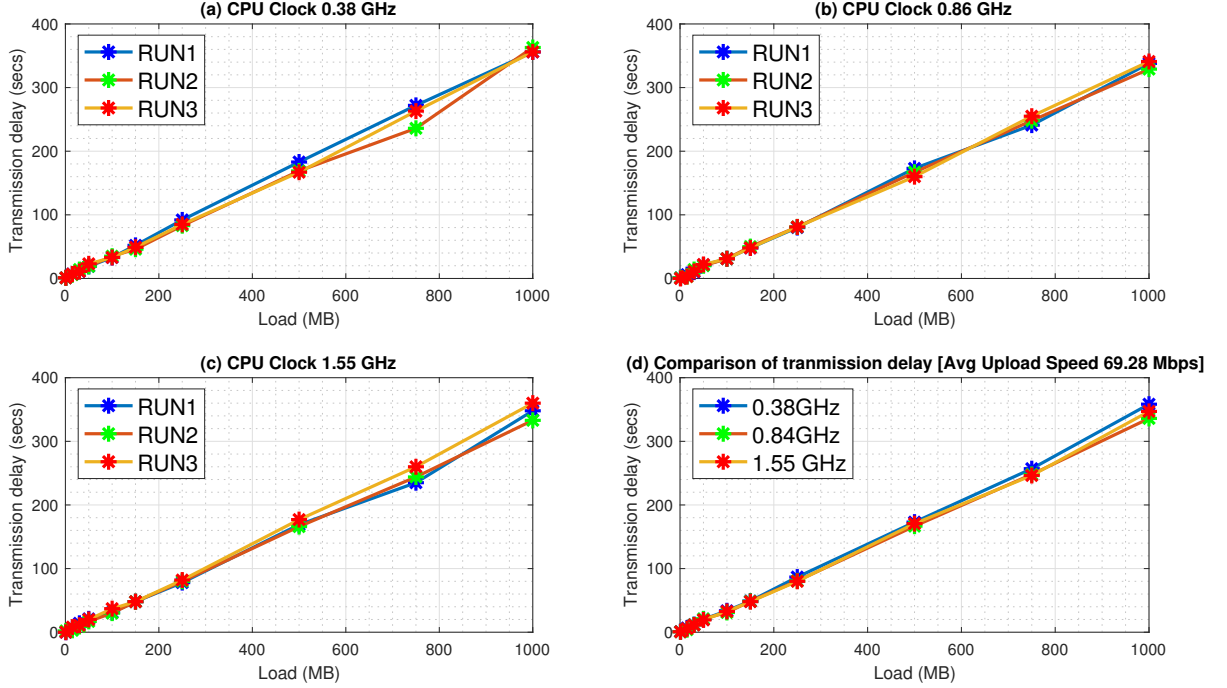 (a) CPU Clock 0.38 GHz
400
300
200
100
0
Transmission delay (secs)
RUN1
RUN2
RUN3
0 200 400 600 800 1000
Load (MB)
(b) CPU Clock 0.86 GHz
400
300
200
100
0
Transmission delay (secs)
RUN1
RUN2
RUN3
0 200 400 600 800 1000
Load (MB)
(c) CPU Clock 1.55 GHz
400
300
200
100
0
Transmission delay (secs)
RUN1
RUN2
RUN3
0 200 400 600 800 1000
Load (MB)
(d) Comparison of tranmission delay [Avg Upload Speed 69.28 Mbps]
400
300
200
100
0
Transmission delay (secs)
0.38GHz
0.84GHz
1.55 GHz
0 200 400 600 800 1000
Load (MB)